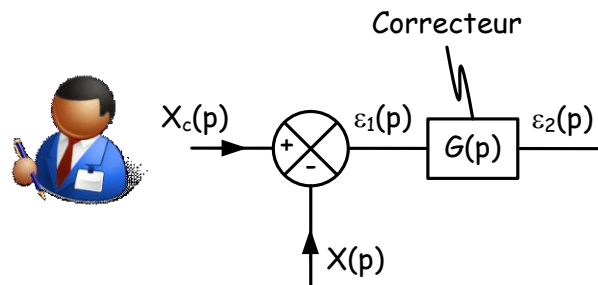 Correcteur
Xc(p)
ε1(p)
ε2(p)
+
-
G(p)
X(p)